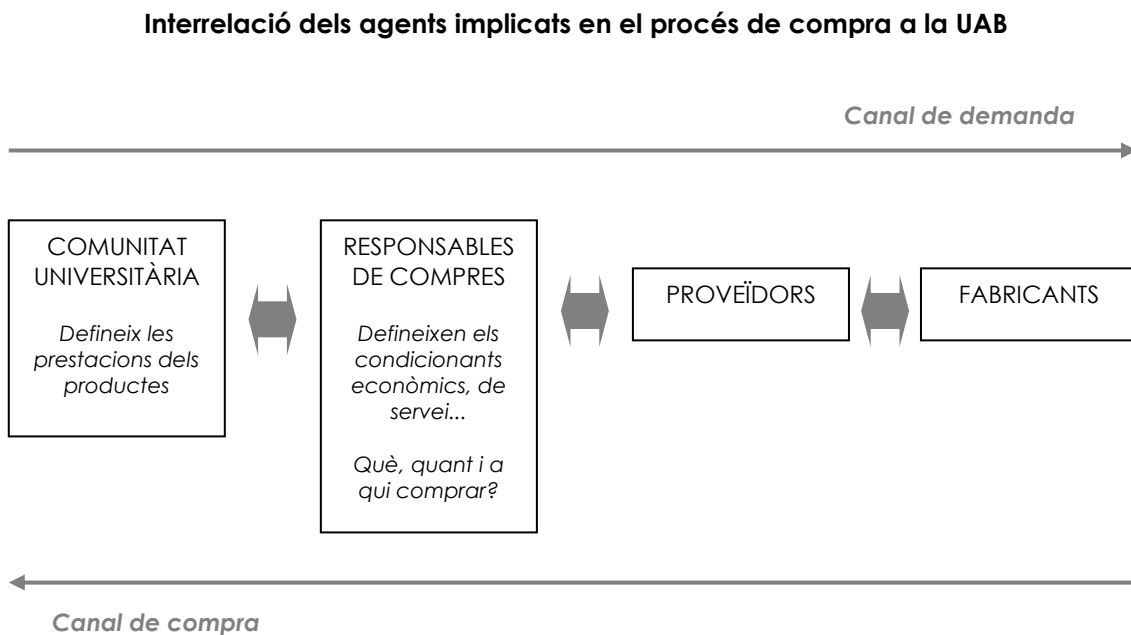 Interrelació dels agents implicats en el procés de compra a la UAB
Canal de demanda
COMUNITAT
UNIVERSITÀRIA
Defineix les
prestacions dels
productes
RESPONSABLES
DE COMPRES
Defineixen els
condicionants
econòmics, de
servei...
Què, quant i a
qui comprar?
PROVEÏDORS
FABRICANTS
Canal de compra